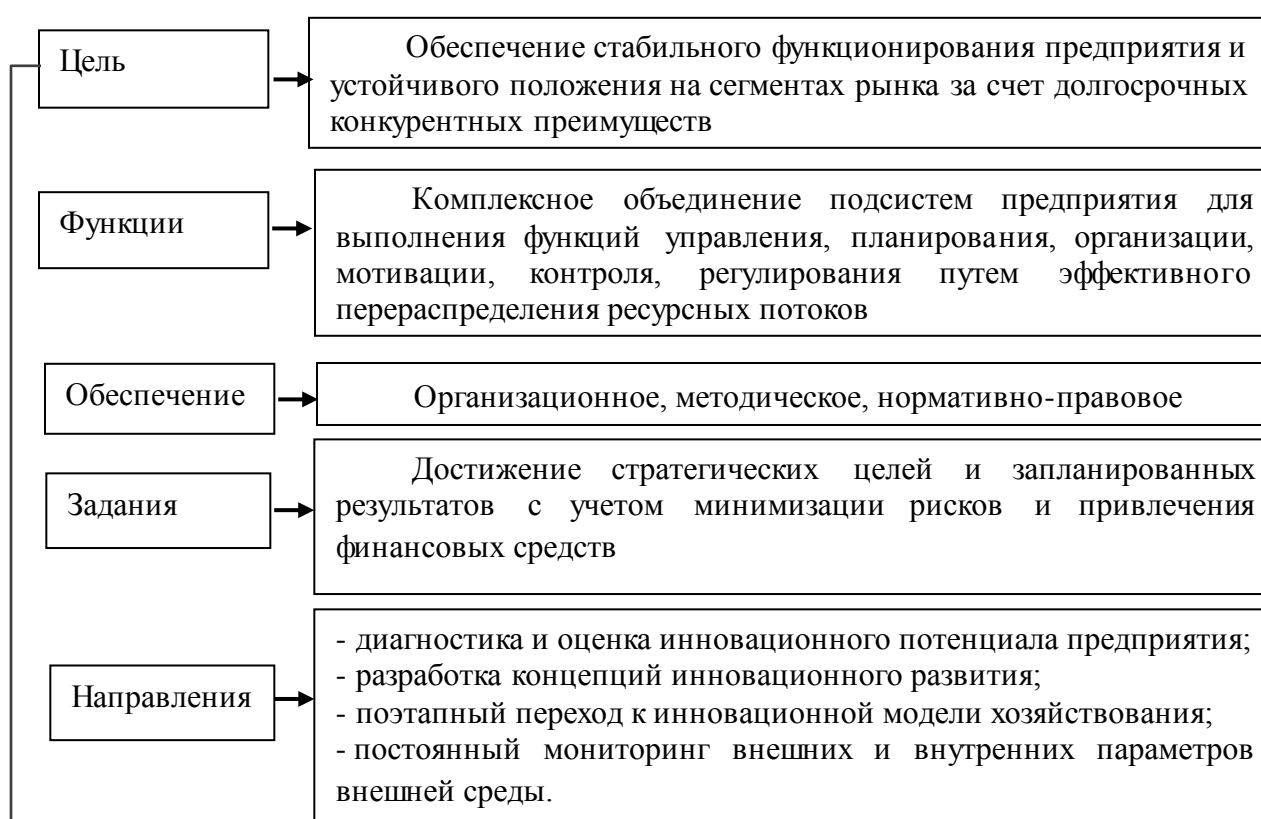 Цель
Обеспечение стабильного функционирования предприятия и
устойчивого положения на сегментах рынка за счет долгосрочных
конкурентных преимуществ
Функции
Комплексное объединение подсистем предприятия для
выполнения функций управления, планирования, организации,
мотивации, контроля, регулирования путем эффективного
перераспределения ресурсных потоков
Обеспечение
Организационное, методическое, нормативно-правовое
Задания
Достижение стратегических целей и запланированных
результатов с учетом минимизации рисков и привлечения
финансовых средств
Направления
- диагностика и оценка инновационного потенциала предприятия;
- разработка концепций инновационного развития;
- поэтапный переход к инновационной модели хозяйствования;
- постоянный мониторинг внешних и внутренних параметров
внешней среды.